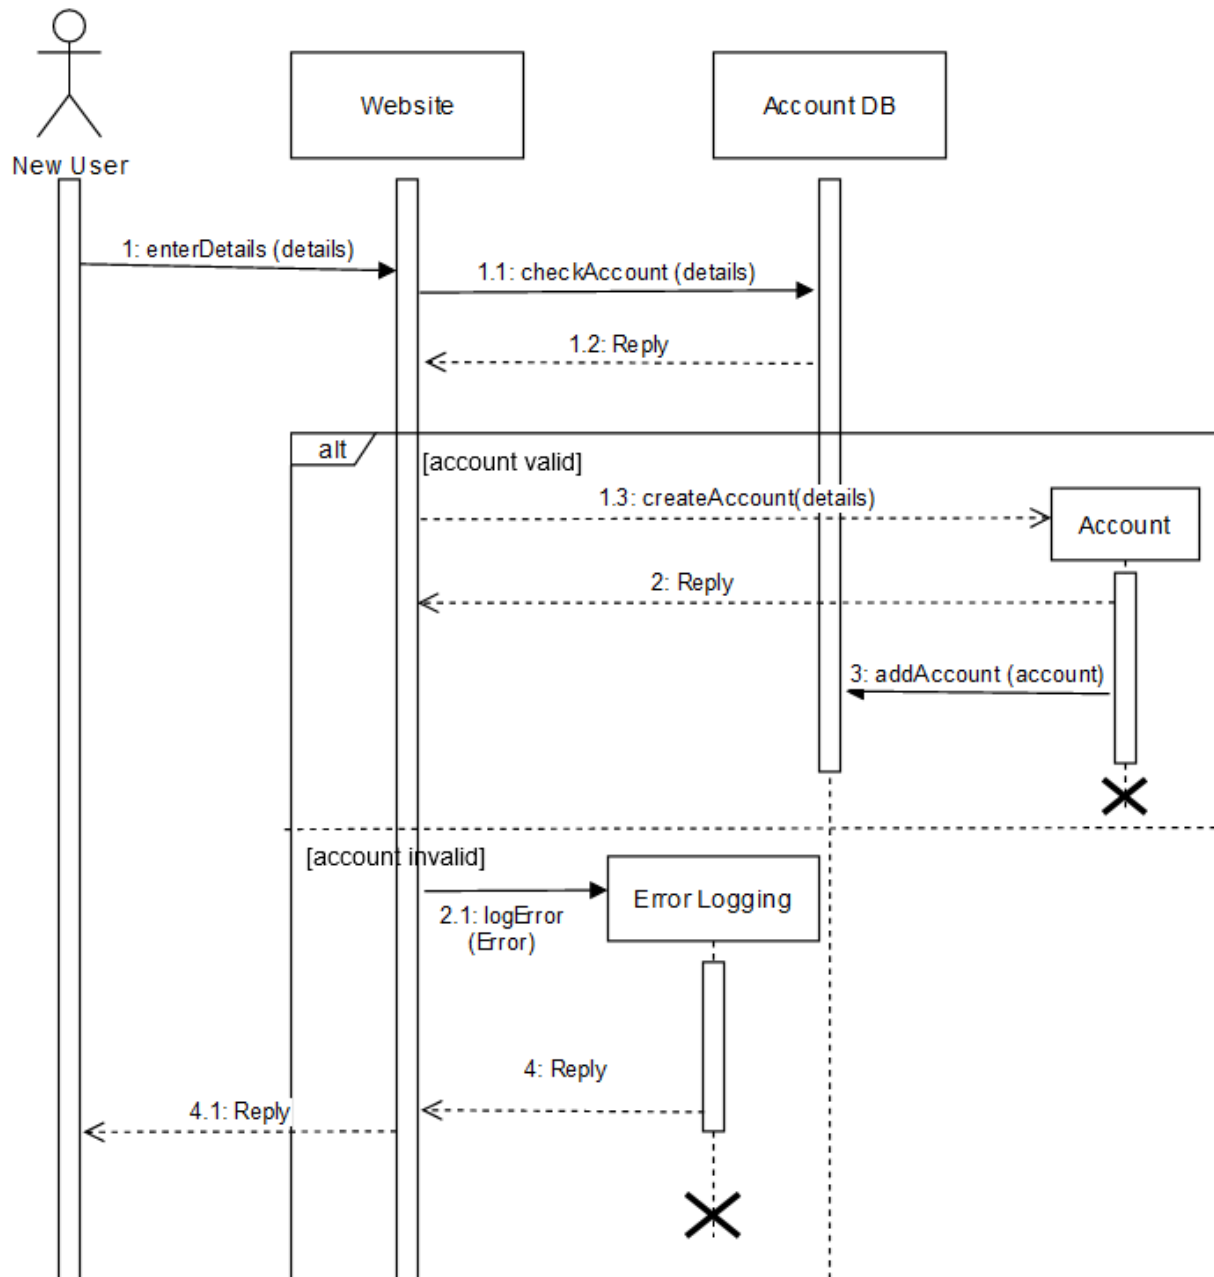 New User
Website
Account DB
1: enterDetails (details)
1.1: checkAccount (details)
1.2: Reply
alt
[account valid]
1.3: createAccount(details)
Account
2: Reply
3: addAccount (account)
[account invalid]
2.1: logError
(Error)
Error Logging
4: Reply
4.1: Reply